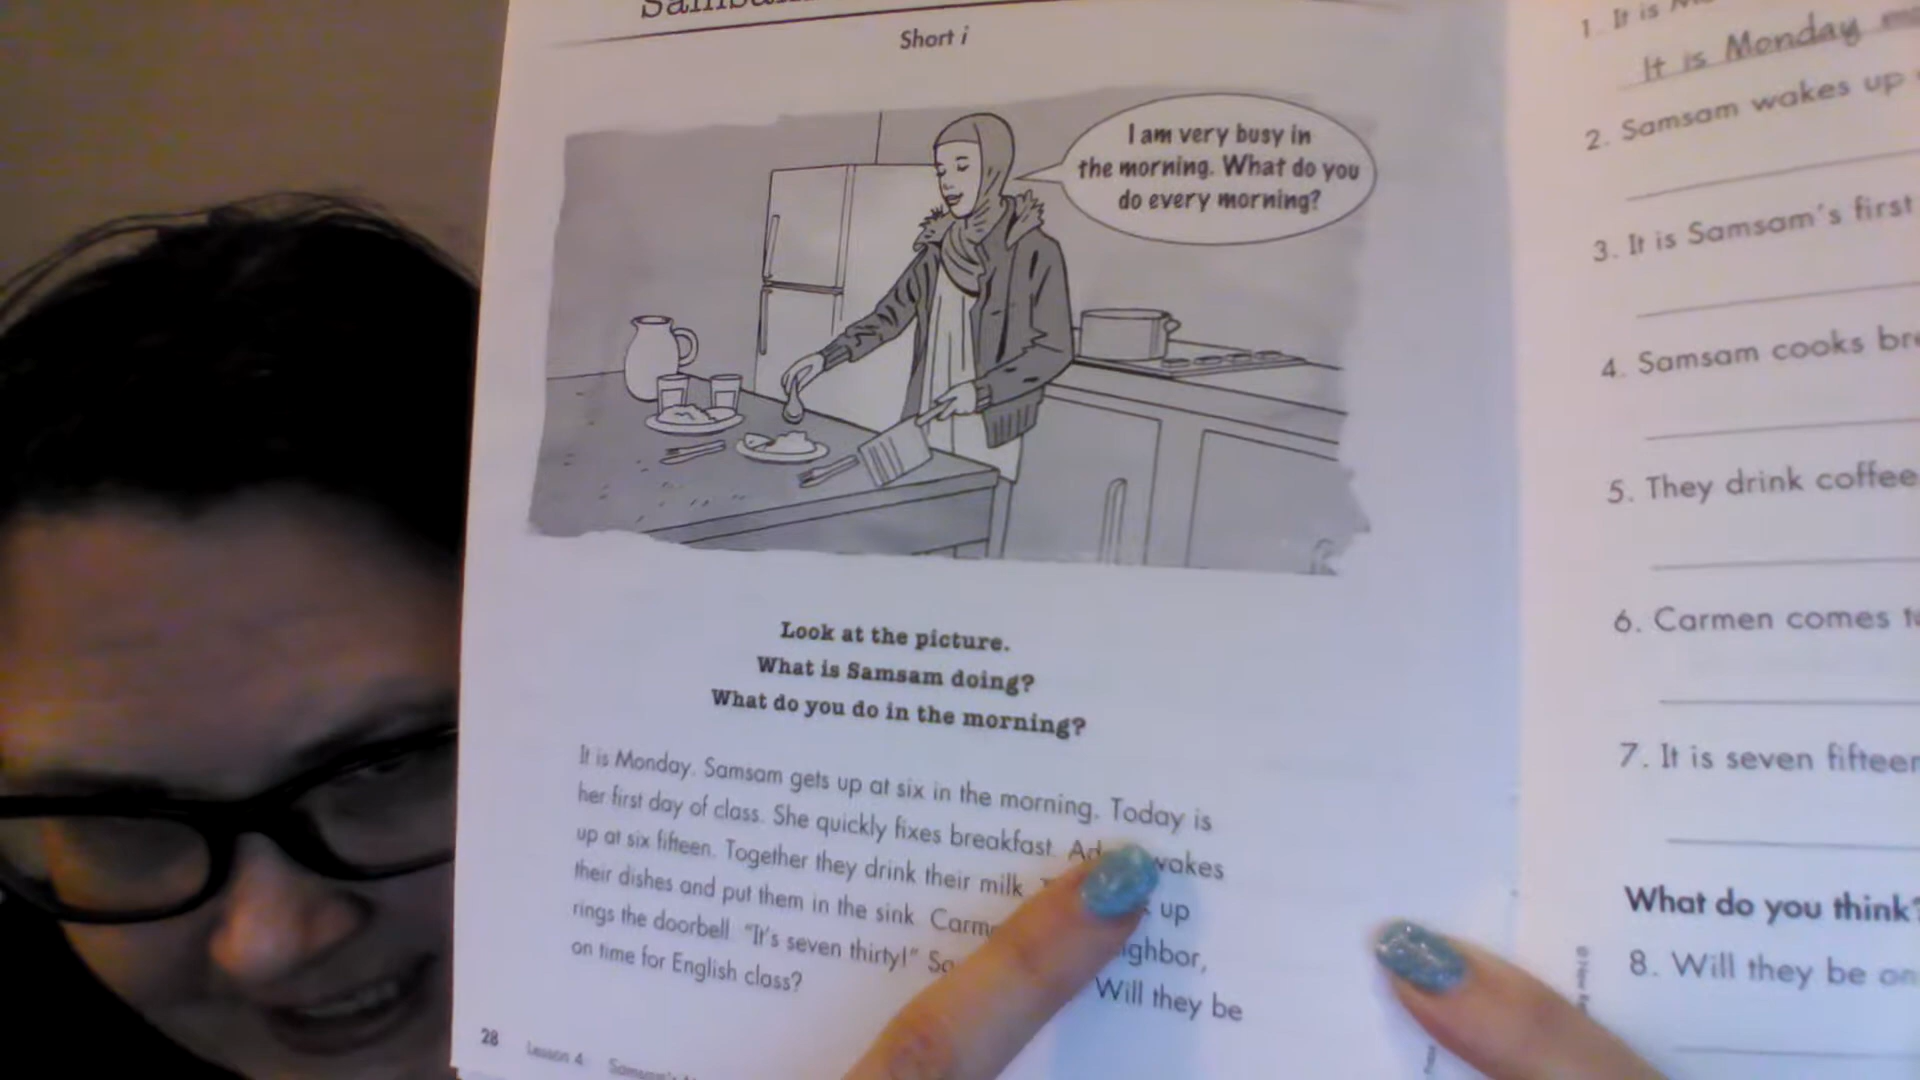 Samsam
Short i
I am very busy in
the morning. What do you
do every morning?
Look at the picture.
What is Samsam doing?
What do you do in the morning?
It is Monday. Samsam gets up at six in the morning. Today is
her first day of class. She quickly fixes breakfast. wakes
up at six fifteen. Together they drink their milk. up
their dishes and put them in the sink. ighbor,
rings the doorbell. "It's seven thirty!" Will they be
on time for English class?
28 Lesson 4 Samsam's
1. It is
It is Monday
2. Samsam wakes up
3. It is Samsam's first
4. Samsam cooks
5. They drink coffee
6. Carmen comes
7. It is seven fifteen
What do you think?
8. Will they be on